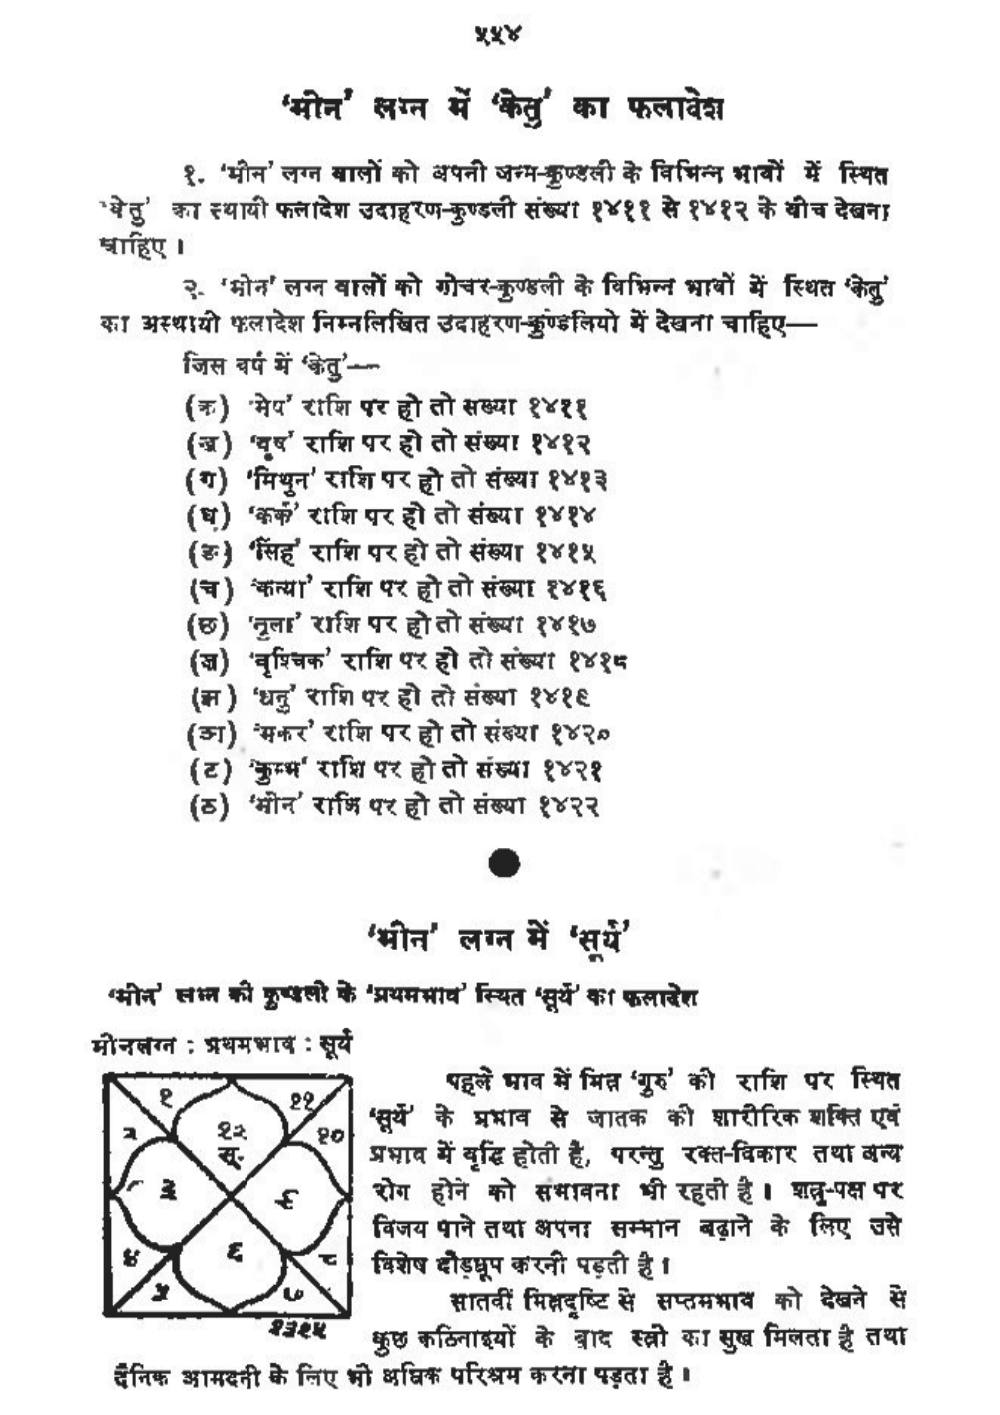 ५५४
‘मीन’ लग्न में ‘केतु’ का फलादेश
१. ‘मीन’ लग्न वालों को अपनी जन्म-कुण्डली के विभिन्न भावों में स्थित
‘केतु’ का स्थायी फलादेश उदाहरण-कुण्डली संख्या १४११ से १४१२ के बीच देखना
चाहिए ।
२. ‘मीन’ लग्न वालों को गोचर-कुण्डली के विभिन्न भावों में स्थित ‘केतु’
का अस्थायी फलादेश निम्नलिखित उदाहरण-कुण्डलियों में देखना चाहिए—
जिस वर्ष में ‘केतु’—
(क) ‘मेष’ राशि पर हो तो संख्या १४११
(ख) ‘वृष’ राशि पर हो तो संख्या १४१२
(ग) ‘मिथुन’ राशि पर हो तो संख्या १४१३
(घ) ‘कर्क’ राशि पर हो तो संख्या १४१४
(ङ) ‘सिंह’ राशि पर हो तो संख्या १४१५
(च) ‘कन्या’ राशि पर हो तो संख्या १४१६
(छ) ‘तुला’ राशि पर हो तो संख्या १४१७
(ज) ‘वृश्चिक’ राशि पर हो तो संख्या १४१८
(झ) ‘धनु’ राशि पर हो तो संख्या १४१९
(ञ) ‘मकर’ राशि पर हो तो संख्या १४२०
(ट) ‘कुम्भ’ राशि पर हो तो संख्या १४२१
(ठ) ‘मीन’ राशि पर हो तो संख्या १४२२
‘मीन’ लग्न में ‘सूर्य’
‘मीन’ लग्न की कुण्डली के ‘प्रथमभाव’ स्थित ‘सूर्य’ का फलादेश
मीनलग्न : प्रथमभाव : सूर्य
१ ११
२ १२ १०
सू.
३ ९
४ ६ ८
५ ७
१३२५
पहले भाव में मित्र ‘गुरु’ की राशि पर स्थित
‘सूर्य’ के प्रभाव से जातक की शारीरिक शक्ति एवं
प्रभाव में वृद्धि होती है, परन्तु रक्त-विकार तथा अन्य
रोग होने की संभावना भी रहती है । शत्रु-पक्ष पर
विजय पाने तथा अपना सम्मान बढ़ाने के लिए उसे
विशेष दौड़धूप करनी पड़ती है ।
सातवीं मित्रदृष्टि से सप्तमभाव को देखने से
कुछ कठिनाइयों के बाद स्त्री का सुख मिलता है तथा
दैनिक आमदनी के लिए भी अधिक परिश्रम करना पड़ता है ।